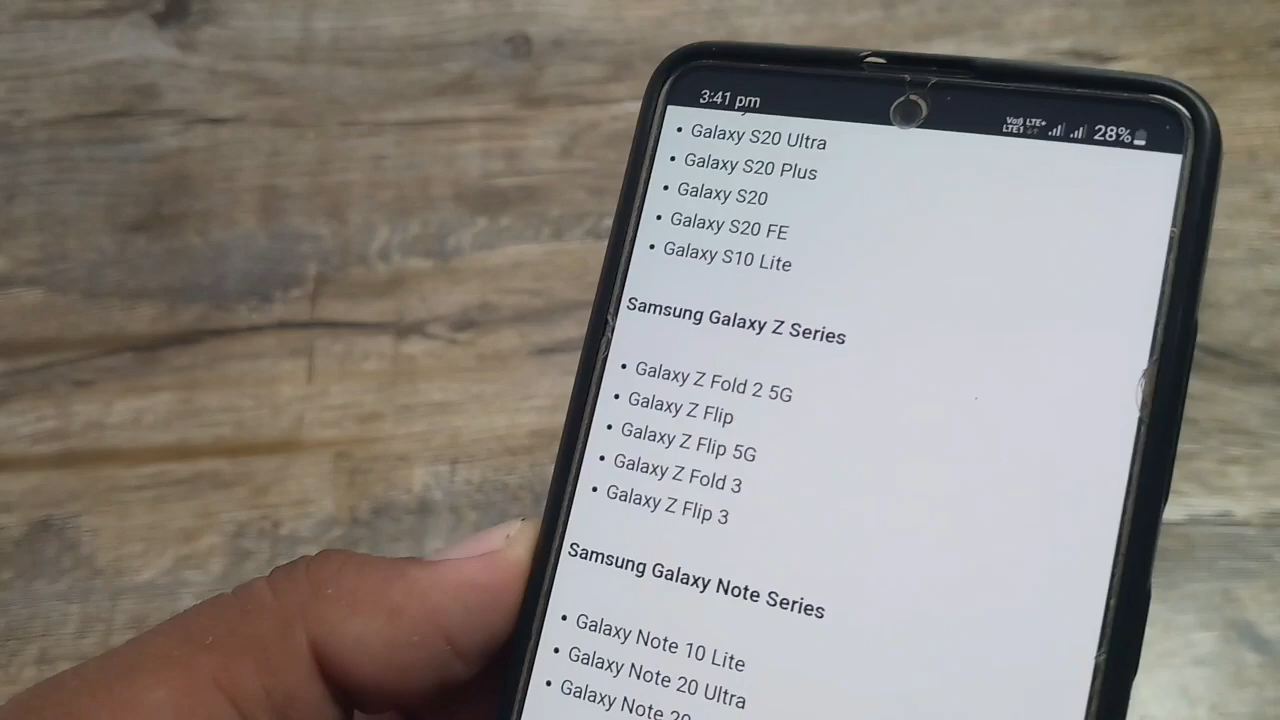 3:41 pm
Vo)) LTE+
LTE1 ↓↑
28%
• Galaxy S20 Ultra
• Galaxy S20 Plus
• Galaxy S20
• Galaxy S20 FE
• Galaxy S10 Lite
Samsung Galaxy Z Series
• Galaxy Z Fold 2 5G
• Galaxy Z Flip
• Galaxy Z Flip 5G
• Galaxy Z Fold 3
• Galaxy Z Flip 3
Samsung Galaxy Note Series
• Galaxy Note 10 Lite
• Galaxy Note 20 Ultra
• Galaxy Note 20